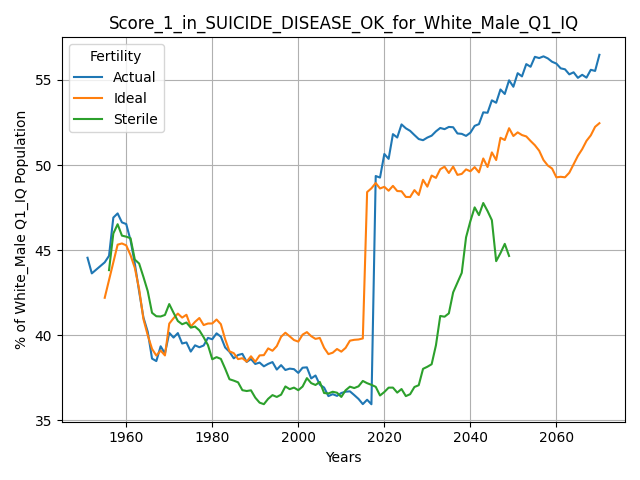 Score_1_in_SUICIDE_DISEASE_OK_for_White_Male_Q1_IQ
Fertility
Actual
Ideal
Sterile
% of White_Male Q1_IQ Population
55
50
45
40
35
1960
1980
2000
2020
2040
2060
Years